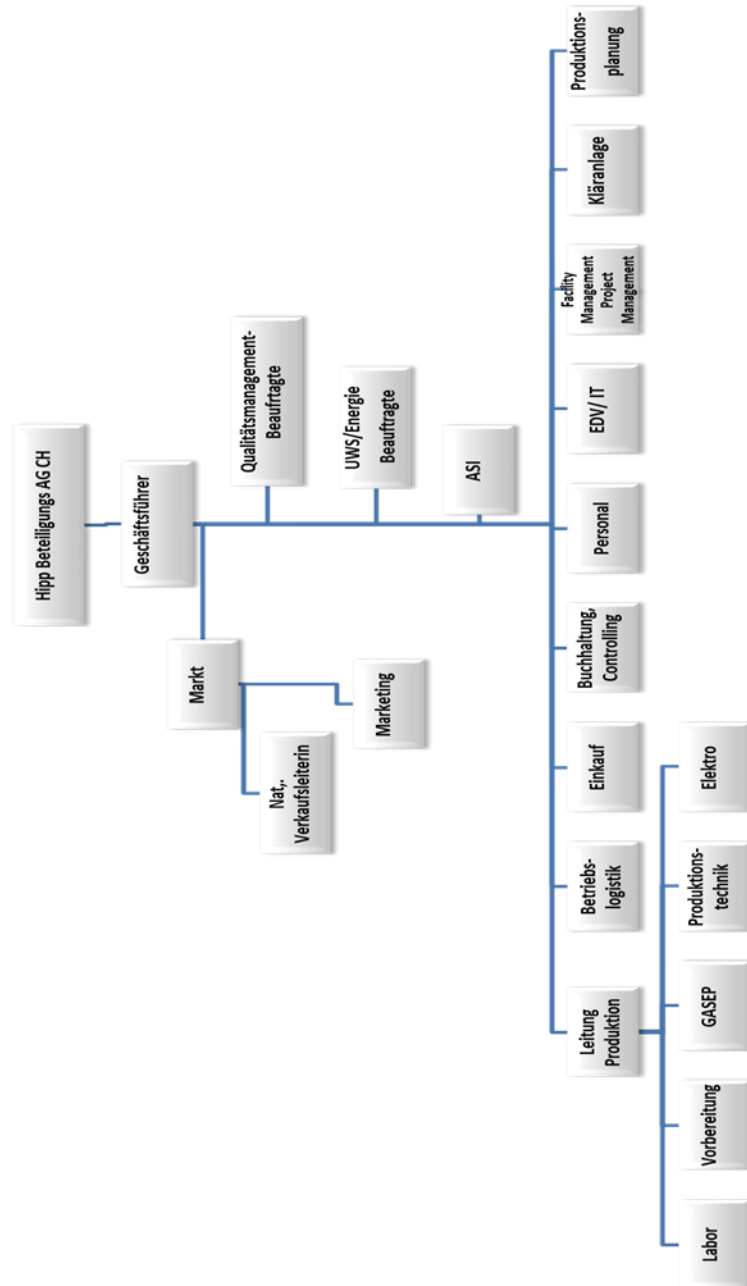 Hipp Beteiligungs AG CH
Geschäftsführer
Markt
Nat,.
Verkaufsleiterin
Marketing
Qualitätsmanagement-
Beaufrtagte
UWS/Energie
Beauftragte
ASI
Leitung
Produktion
Betriebs-
logistik
Einkauf
Buchhaltung,
Controlling
Personal
EDV/ IT
Facility
Management
Project
Management
Kläranlage
Produktions-
planung
Labor
Vorbereitung
GASEP
Produktions-
technik
Elektro